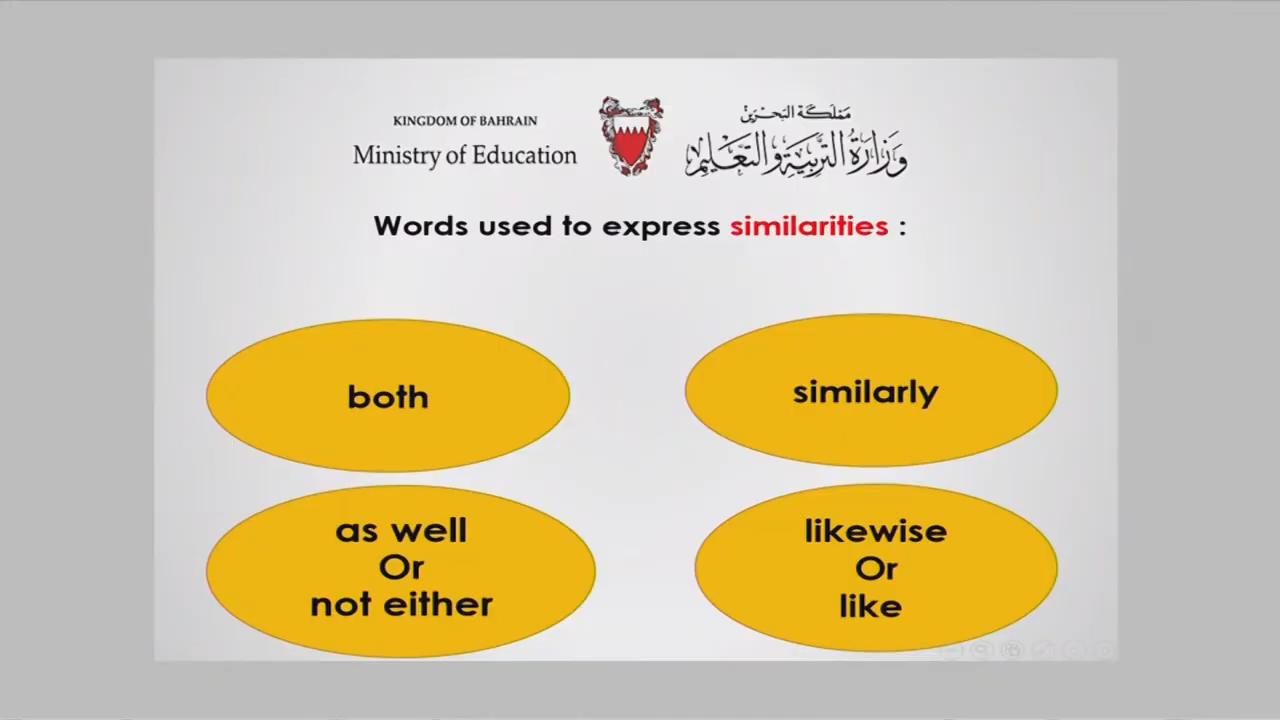 KINGDOM OF BAHRAIN
Ministry of Education
مملكة البحرين
وزارة التربية والتعليم
Words used to express similarities :
both
similarly
as well
Or
not either
likewise
Or
like